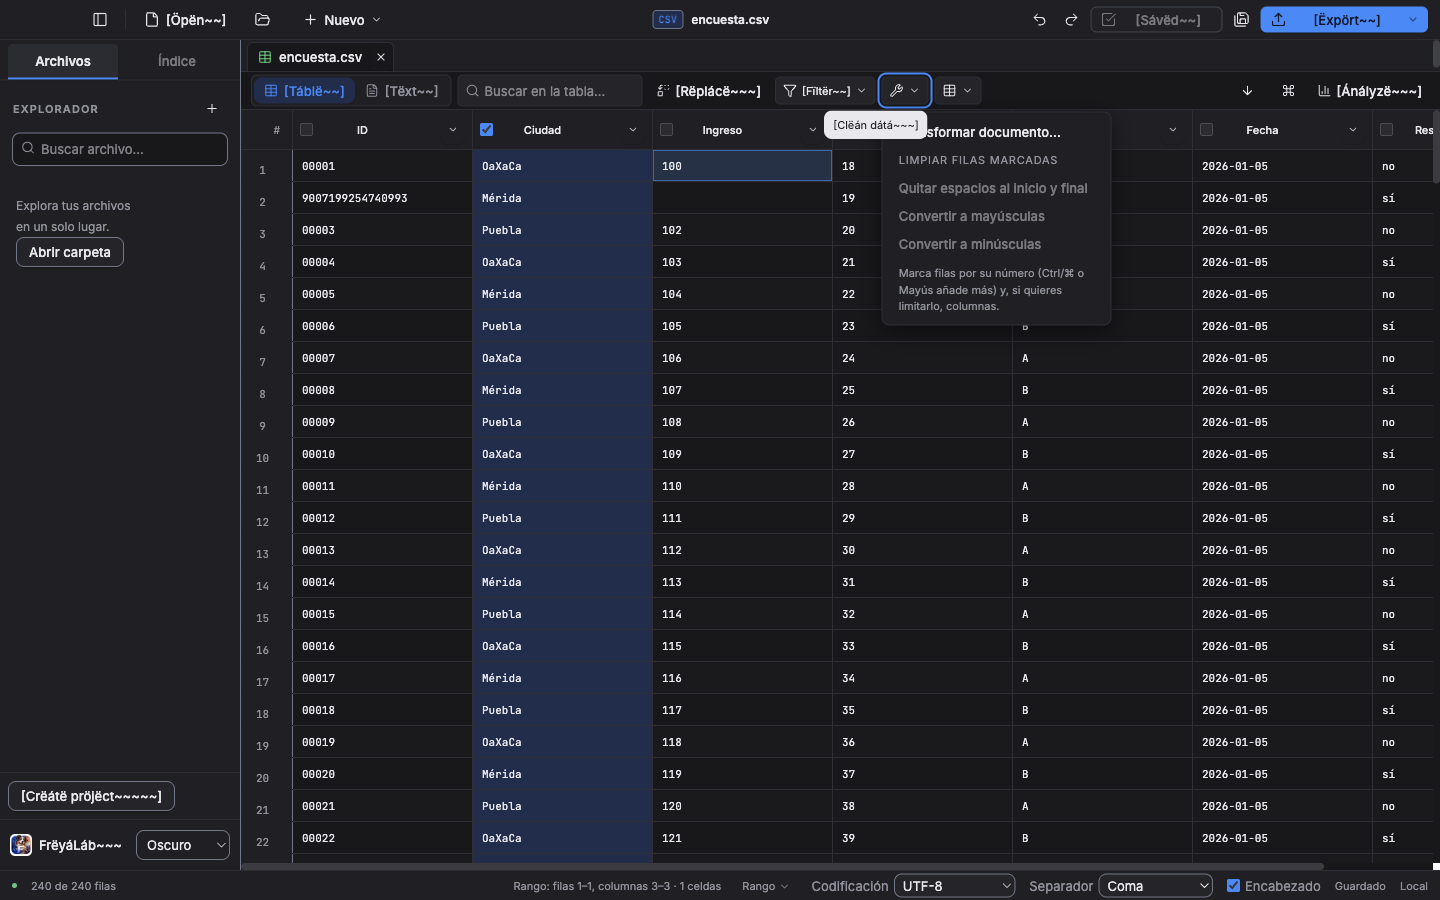 [Öpën~~]
Nuevo
CSV encuesta.csv
[Sávëd~~]
[Ëxpört~~]
Archivos
Índice
encuesta.csv
[Táblë~~]
[Tëxt~~]
Buscar en la tabla...
[Rëplácë~~~]
[Fïltër~~]
[Ánályzë~~~]
EXPLORADOR
Buscar archivo...
Explora tus archivos
en un solo lugar.
Abrir carpeta
[Clëán dátá~~~]
sformar documento...
LIMPIAR FILAS MARCADAS
Quitar espacios al inicio y final
Convertir a mayúsculas
Convertir a minúsculas
Marca filas por su número (Ctrl/⌘ o
Mayús añade más) y, si quieres
limitarlo, columnas.
# ID Ciudad Ingreso Fecha Res
1 00001 OaXaCa 100 18 2026-01-05 no
2 9007199254740993 Mérida 19 2026-01-05 sí
3 00003 Puebla 102 20 2026-01-05 no
4 00004 OaXaCa 103 21 2026-01-05 sí
5 00005 Mérida 104 22 2026-01-05 no
6 00006 Puebla 105 23 B 2026-01-05 sí
7 00007 OaXaCa 106 24 A 2026-01-05 no
8 00008 Mérida 107 25 B 2026-01-05 sí
9 00009 Puebla 108 26 A 2026-01-05 no
10 00010 OaXaCa 109 27 B 2026-01-05 sí
11 00011 Mérida 110 28 A 2026-01-05 no
12 00012 Puebla 111 29 B 2026-01-05 sí
13 00013 OaXaCa 112 30 A 2026-01-05 no
14 00014 Mérida 113 31 B 2026-01-05 sí
15 00015 Puebla 114 32 A 2026-01-05 no
16 00016 OaXaCa 115 33 B 2026-01-05 sí
17 00017 Mérida 116 34 A 2026-01-05 no
18 00018 Puebla 117 35 B 2026-01-05 sí
19 00019 OaXaCa 118 36 A 2026-01-05 no
20 00020 Mérida 119 37 B 2026-01-05 sí
21 00021 Puebla 120 38 A 2026-01-05 no
22 00022 OaXaCa 121 39 B 2026-01-05 sí
[Crëátë pröjëct~~~~~]
FrëyáLáb~~~
Oscuro
240 de 240 filas
Rango: filas 1–1, columnas 3–3 · 1 celdas
Rango
Codificación UTF-8
Separador Coma
Encabezado
Guardado
Local